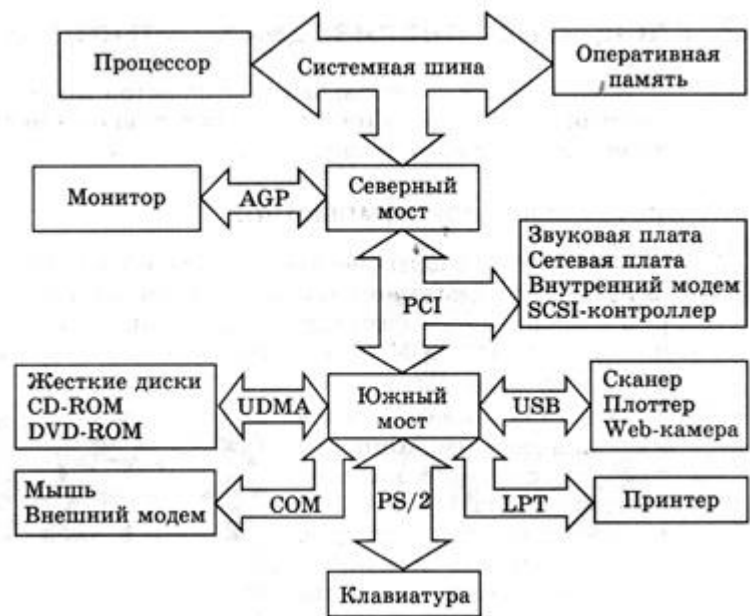 Процессор
Системная шина
Оперативная
память
Монитор
AGP
Северный
мост
Звуковая плата
Сетевая плата
Внутренний модем
SCSI-контроллер
PCI
Жесткие диски
CD-ROM
DVD-ROM
UDMA
Южный
мост
USB
Сканер
Плоттер
Web-камера
Мышь
Внешний модем
COM
PS/2
LPT
Принтер
Клавиатура